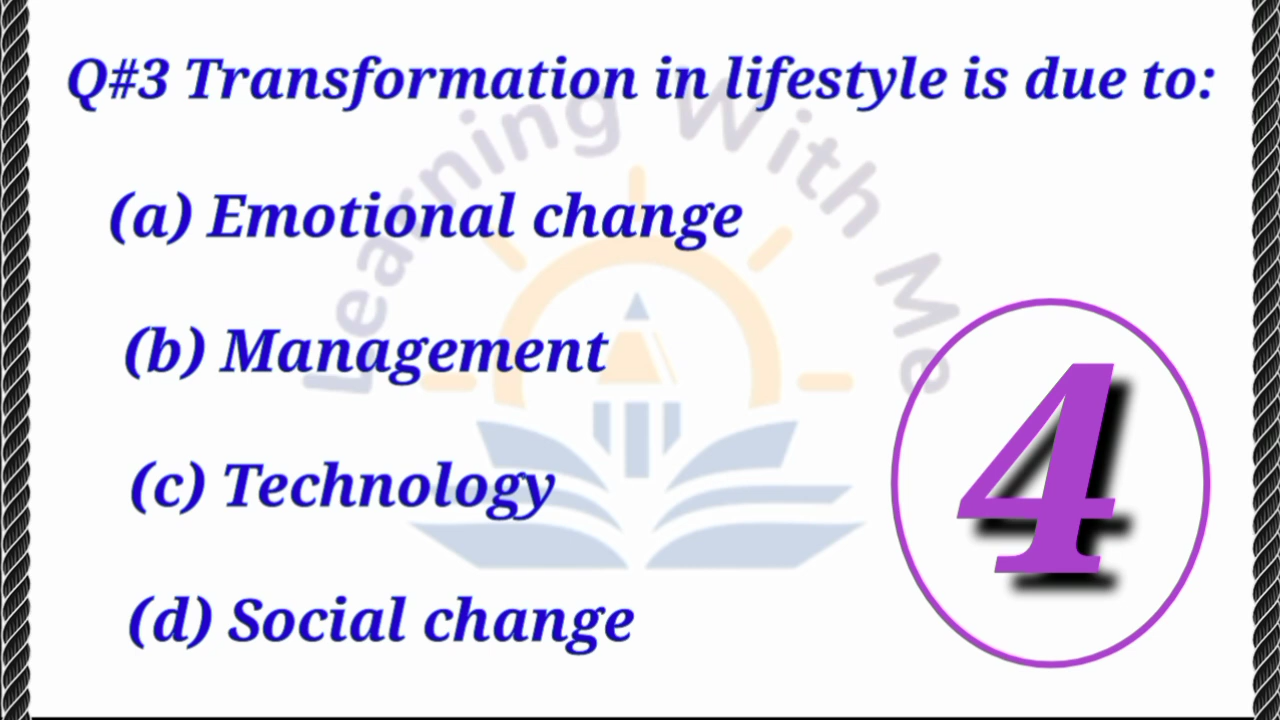 Q#3 Transformation in lifestyle is due to:
Learning With Me
(a) Emotional change
(b) Management
(c) Technology
(d) Social change
4